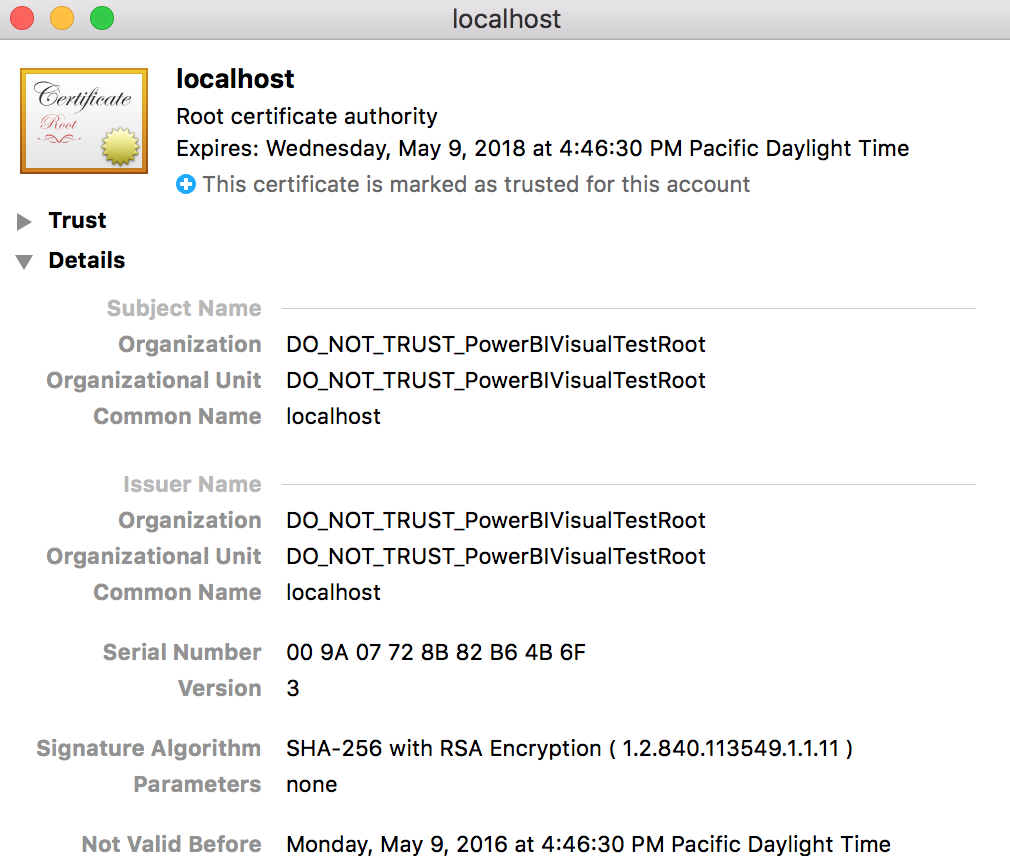 localhost
Certificate
Root
localhost
Root certificate authority
Expires: Wednesday, May 9, 2018 at 4:46:30 PM Pacific Daylight Time
This certificate is marked as trusted for this account
Trust
Details
Subject Name
Organization DO_NOT_TRUST_PowerBIVisualTestRoot
Organizational Unit DO_NOT_TRUST_PowerBIVisualTestRoot
Common Name localhost
Issuer Name
Organization DO_NOT_TRUST_PowerBIVisualTestRoot
Organizational Unit DO_NOT_TRUST_PowerBIVisualTestRoot
Common Name localhost
Serial Number 00 9A 07 72 8B 82 B6 4B 6F
Version 3
Signature Algorithm SHA-256 with RSA Encryption ( 1.2.840.113549.1.1.11 )
Parameters none
Not Valid Before Monday, May 9, 2016 at 4:46:30 PM Pacific Daylight Time